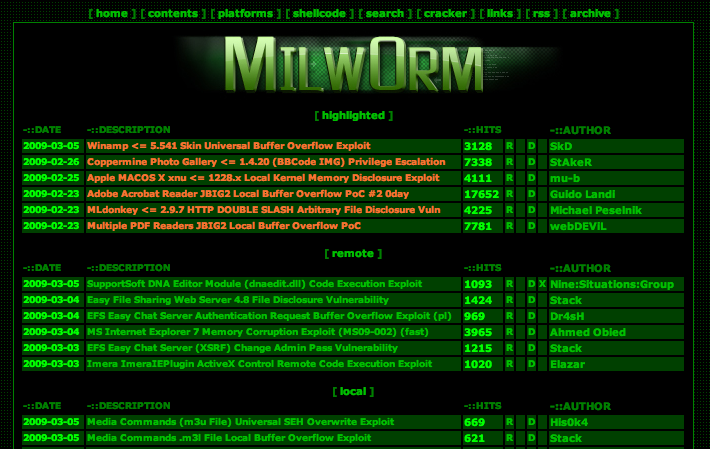 [ home ] [ contents ] [ platforms ] [ shellcode ] [ search ] [ cracker ] [ links ] [ rss ] [ archive ]
MILWORM
[ highlighted ]
-::DATE -::DESCRIPTION -::HITS -::AUTHOR
2009-03-05 Winamp <= 5.541 Skin Universal Buffer Overflow Exploit 3128 R D SkD
2009-02-26 Coppermine Photo Gallery <= 1.4.20 (BBCode IMG) Privilege Escalation 7338 R D StAkeR
2009-02-25 Apple MACOS X xnu <= 1228.x Local Kernel Memory Disclosure Exploit 4111 R D mu-b
2009-02-23 Adobe Acrobat Reader JBIG2 Local Buffer Overflow PoC #2 0day 17652 R D Guido Landi
2009-02-23 MLdonkey <= 2.9.7 HTTP DOUBLE SLASH Arbitrary File Disclosure Vuln 4225 R D Michael Peselnik
2009-02-23 Multiple PDF Readers JBIG2 Local Buffer Overflow PoC 7781 R D webDEViL
[ remote ]
-::DATE -::DESCRIPTION -::HITS -::AUTHOR
2009-03-05 SupportSoft DNA Editor Module (dnaedit.dll) Code Execution Exploit 1093 R D X Nine:Situations:Group
2009-03-04 Easy File Sharing Web Server 4.8 File Disclosure Vulnerability 1424 R D Stack
2009-03-04 EFS Easy Chat Server Authentication Request Buffer Overflow Exploit (pl) 969 R D Dr4sH
2009-03-04 MS Internet Explorer 7 Memory Corruption Exploit (MS09-002) (fast) 3965 R D Ahmed Obied
2009-03-03 EFS Easy Chat Server (XSRF) Change Admin Pass Vulnerability 1215 R D Stack
2009-03-03 Imera ImeraIEPlugin ActiveX Control Remote Code Execution Exploit 1020 R D Elazar
[ local ]
-::DATE -::DESCRIPTION -::HITS -::AUTHOR
2009-03-05 Media Commands (m3u File) Universal SEH Overwrite Exploit 669 R D His0k4
2009-03-05 Media Commands .m3l File Local Buffer Overflow Exploit 621 R D Stack